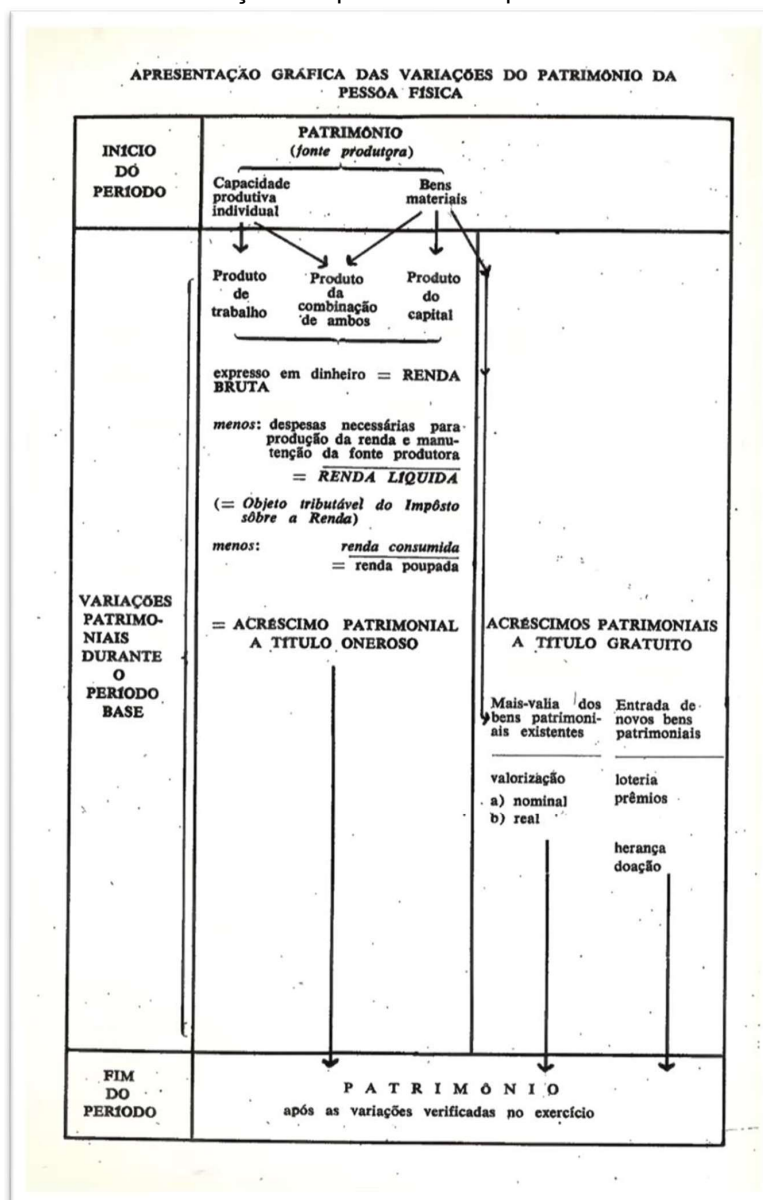 APRESENTAÇÃO GRÁFICA DAS VARIAÇÕES DO PATRIMÔNIO DA
PESSÔA FÍSICA
INÍCIO
DO
PERÍODO
PATRIMÔNIO
(fonte produtora)
Capacidade
produtiva
individual
Bens
materiais
Produto
de
trabalho
Produto
da
combinação
de ambos
Produto
do
capital
expresso em dinheiro = RENDA
BRUTA
menos: despesas necessárias para
produção da renda e manu-
tenção da fonte produtora
= RENDA LÍQUIDA
(= Objeto tributável do Impôsto
sôbre a Renda)
menos: renda consumida
= renda poupada
VARIAÇÕES
PATRIMO-
NIAIS
DURANTE
O
PERÍODO
BASE
= ACRÉSCIMO PATRIMONIAL
A TÍTULO ONEROSO
ACRÉSCIMOS PATRIMONIAIS
A TÍTULO GRATUITO
Mais-valia dos
bens patrimoni-
ais existentes
Entrada de
novos bens
patrimoniais
valorização
a) nominal
b) real
loteria
prêmios
herança
doação
FIM
DO
PERÍODO
PATRIMÔNIO
após as variações verificadas no exercício